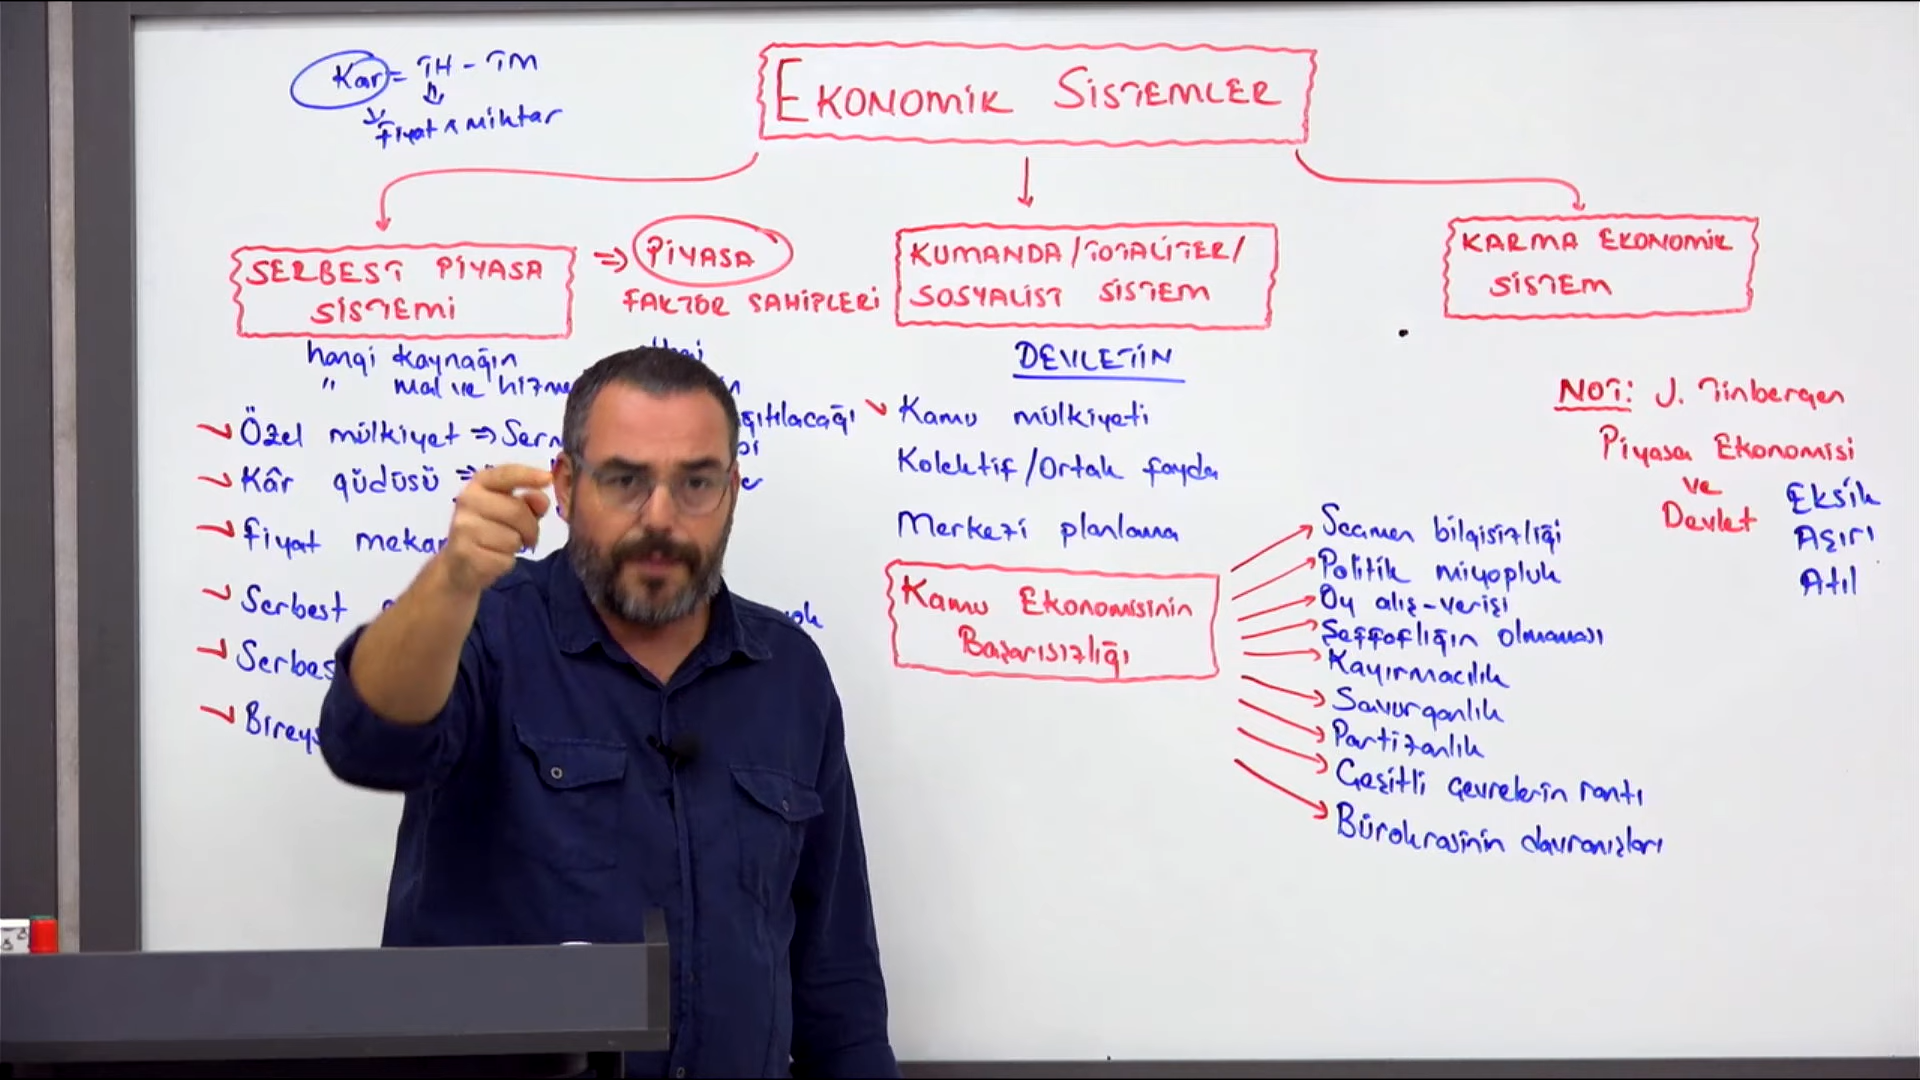 Kar = TH - TM
Fiyat x Miktar
EKONOMİK SİSTEMLER
SERBEST PİYASA
SİSTEMİ
⇒ PİYASA
FAKTÖR SAHİPLERİ
hangi kaynağın
" mal ve hizme
Özel mülkiyet ⇒ Serm
ğıtılacağı
Kâr güdüsü ⇒
Fiyat mekan
Serbest
Serbes
Bireys
KUMANDA/TOTALİTER/
SOSYALİST SİSTEM
DEVLETİN
Kamu mülkiyeti
Kolektif/Ortak fayda
Merkezi planlama
Kamu Ekonomisinin
Başarısızlığı
Seçmen bilgisizliği
Politik miyopluk
Oy alış-verişi
Şeffaflığın olmaması
Kayırmacılık
Savurganlık
Partizanlık
Çeşitli çevrelerin rantı
Bürokrasinin davranışları
KARMA EKONOMİK
SİSTEM
NOT: J. Tinbergen
Piyasa Ekonomisi
ve
Devlet
Eksik
Aşırı
Atıl